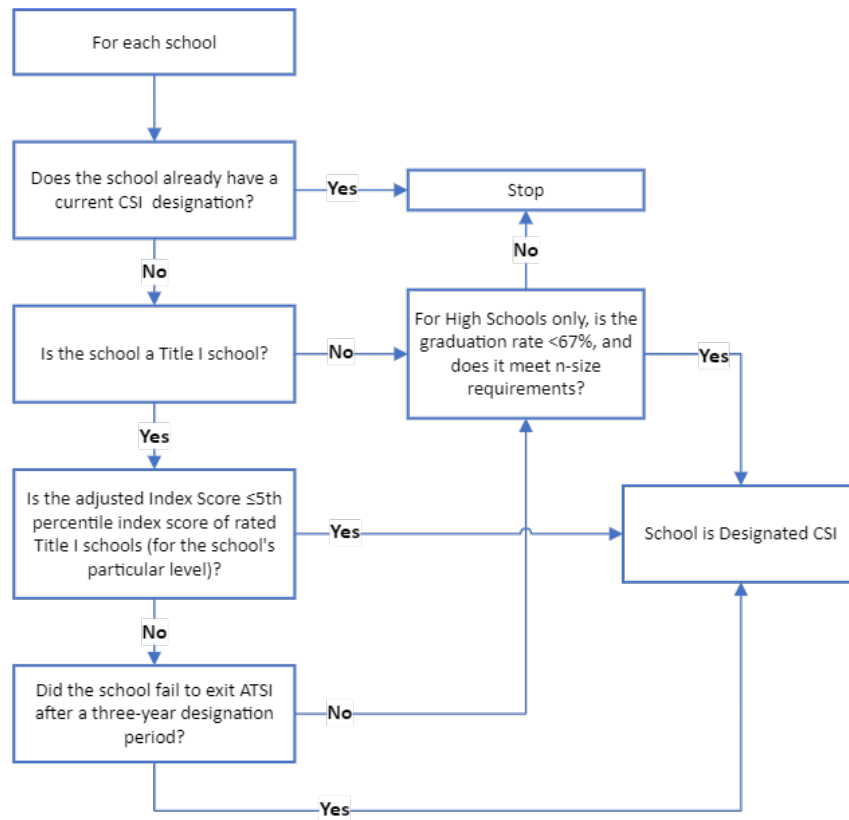 For each school
Does the school already have a
current CSI designation?
Yes
Stop
No
No
Is the school a Title I school?
No
For High Schools only, is the
graduation rate <67%, and
does it meet n-size
requirements?
Yes
Yes
Is the adjusted Index Score ≤5th
percentile index score of rated
Title I schools (for the school's
particular level)?
Yes
School is Designated CSI
No
Did the school fail to exit ATSI
after a three-year designation
period?
No
Yes